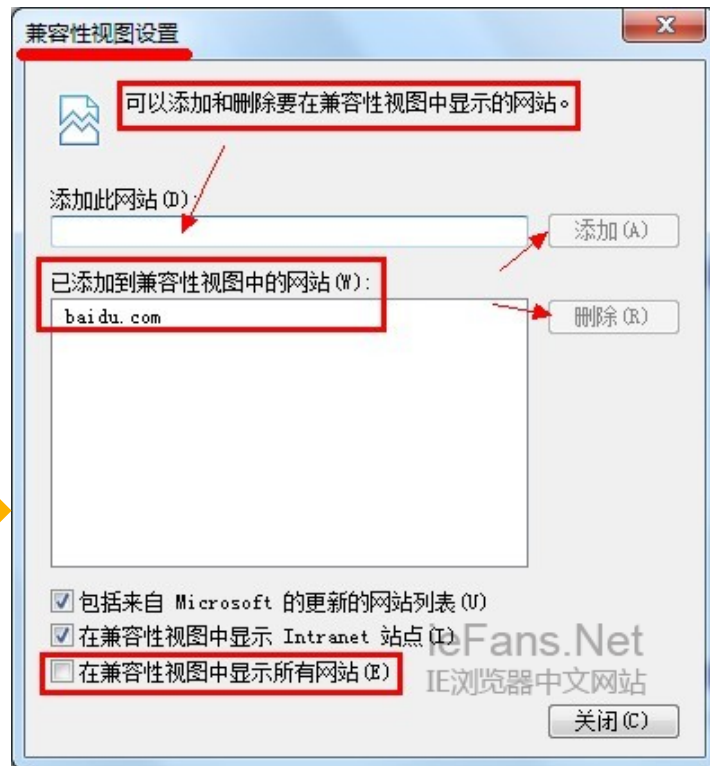 兼容性视图设置
可以添加和删除要在兼容性视图中显示的网站。
添加此网站(D):
添加(A)
已添加到兼容性视图中的网站(W):
baidu.com
删除(R)
包括来自 Microsoft 的更新的网站列表(U)
在兼容性视图中显示 Intranet 站点(I)
ieFans.Net
在兼容性视图中显示所有网站(E)
IE浏览器中文网站
关闭(C)